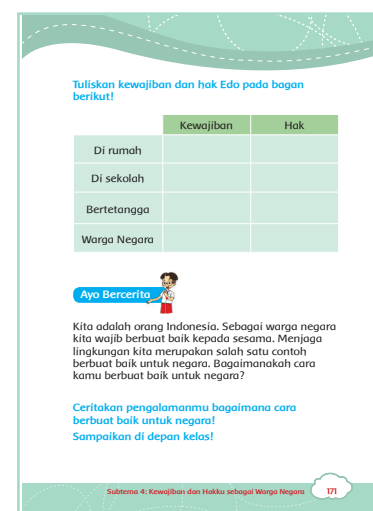 Tuliskan kewajiban dan hak Edo pada bagan
berikut!
Kewajiban Hak
Di rumah
Di sekolah
Bertetangga
Warga Negara
Ayo Bercerita
Kita adalah orang Indonesia. Sebagai warga negara
kita wajib berbuat baik kepada sesama. Menjaga
lingkungan kita merupakan salah satu contoh
berbuat baik untuk negara. Bagaimanakah cara
kamu berbuat baik untuk negara?
Ceritakan pengalamanmu bagaimana cara
berbuat baik untuk negara!
Sampaikan di depan kelas!
Subtema 4: Kewajiban dan Hakku sebagai Warga Negara 171